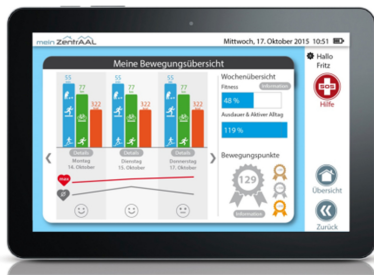 mein ZentrAAL
Mittwoch, 17. Oktober 2015 10:51
Meine Bewegungsübersicht
Hallo
Fritz
SOS
Hilfe
55
77
322
55
77
322
55
77
322
Details
Details
Details
Montag
14. Oktober
Dienstag
15. Oktober
Donnerstag
17. Oktober
Wochenübersicht
Fitness
Information
48 %
Ausdauer & Aktiver Alltag
119 %
Bewegungspunkte
129
Information
Übersicht
Zurück